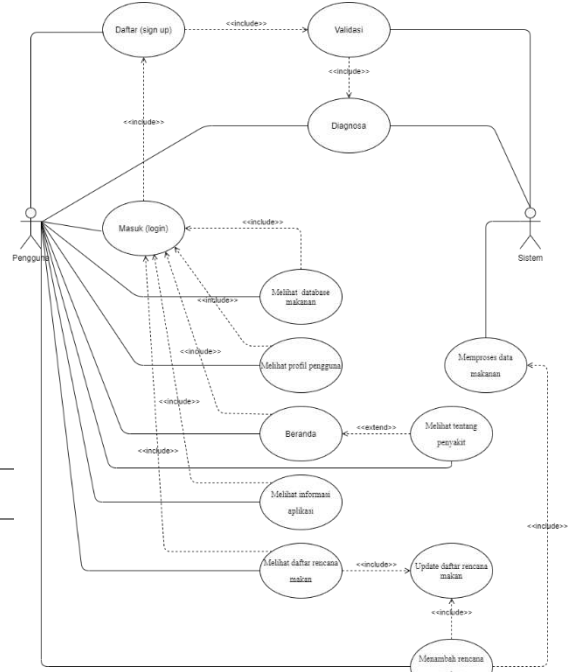 Daftar (sign up)
<<include>>
Validasi
<<include>>
<<include>>
Diagnosa
Masuk (login)
<<include>>
Pengguna
Sistem
Melihat database
makanan
<<include>>
Melihat profil pengguna
<<include>>
Memproses data
makanan
<<include>>
Beranda
<<extend>>
Melihat tentang
penyakit
<<include>>
Melihat informasi
aplikasi
<<include>>
Melihat daftar rencana
makan
<<include>>
Update daftar rencana
makan
<<include>>
Menambah rencana